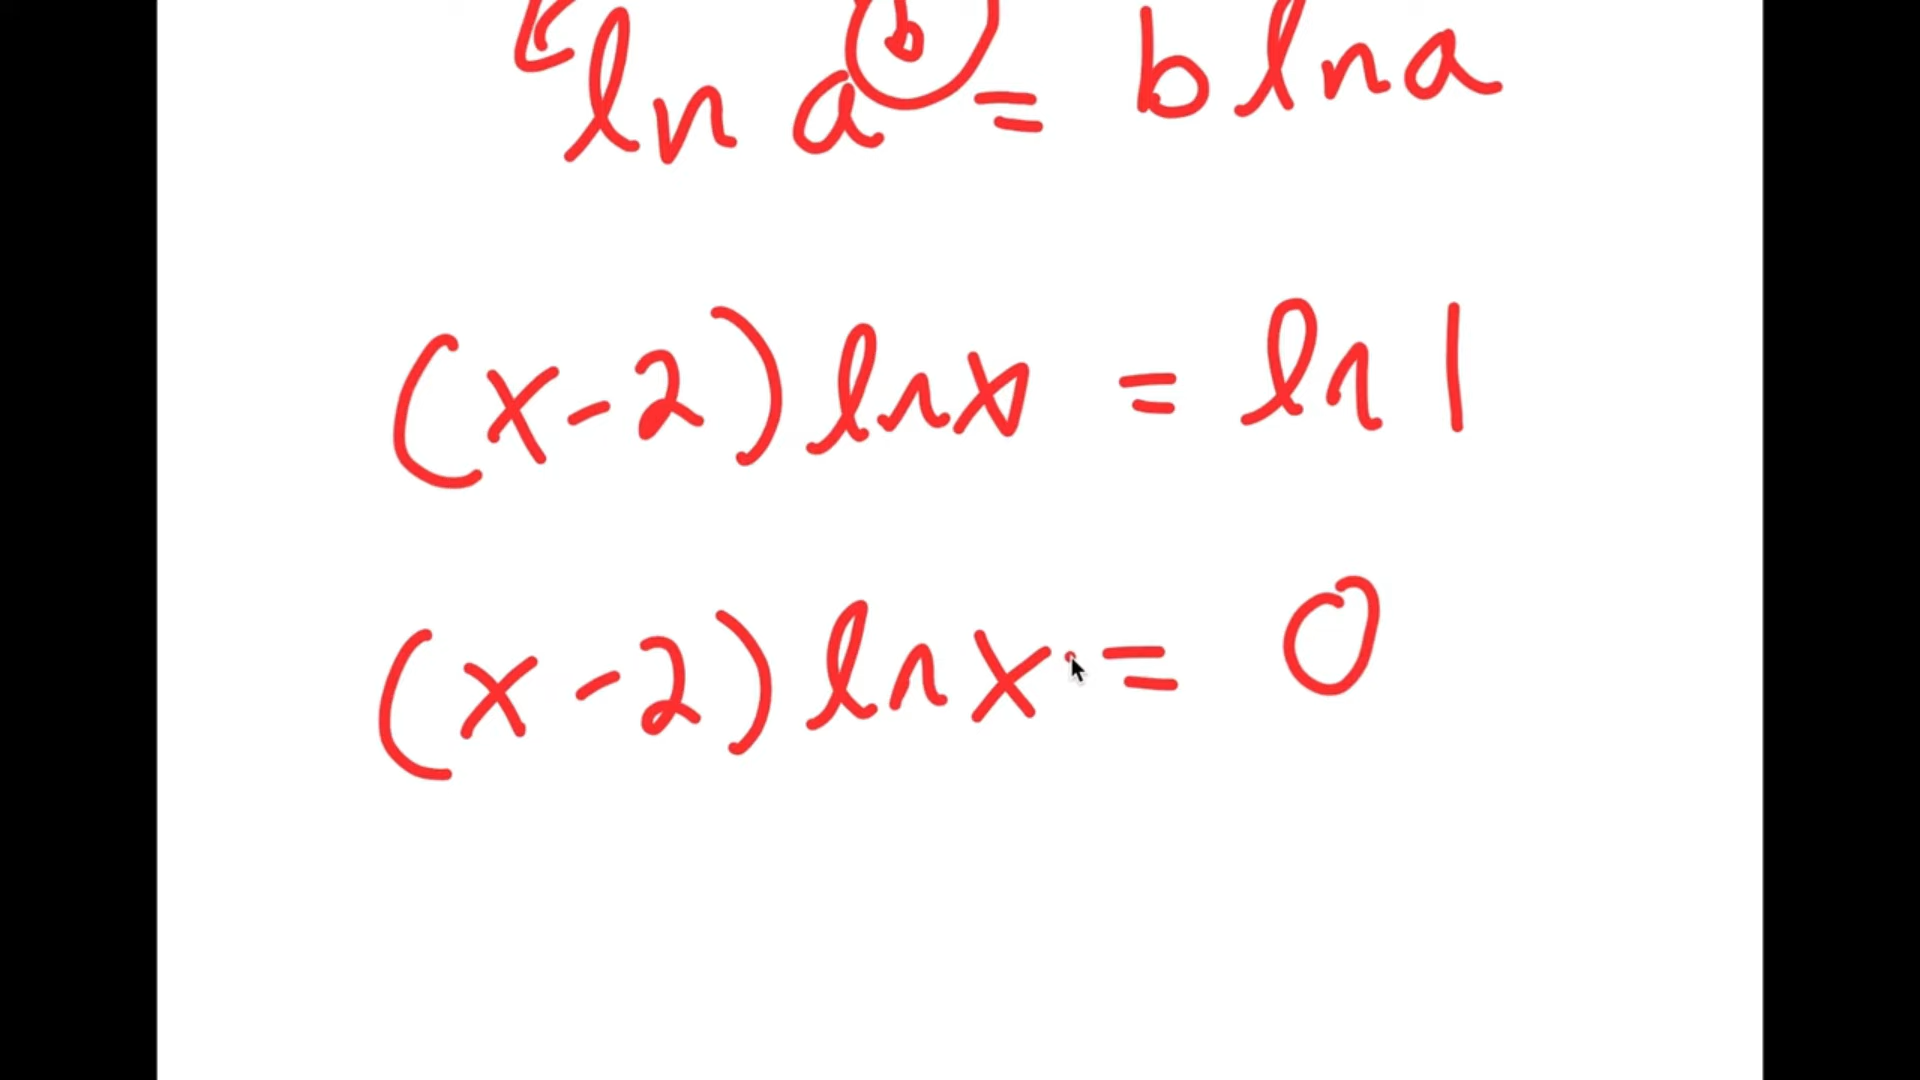 ln a^b = b ln a
(x-2) ln x = ln 1
(x-2) ln x = 0